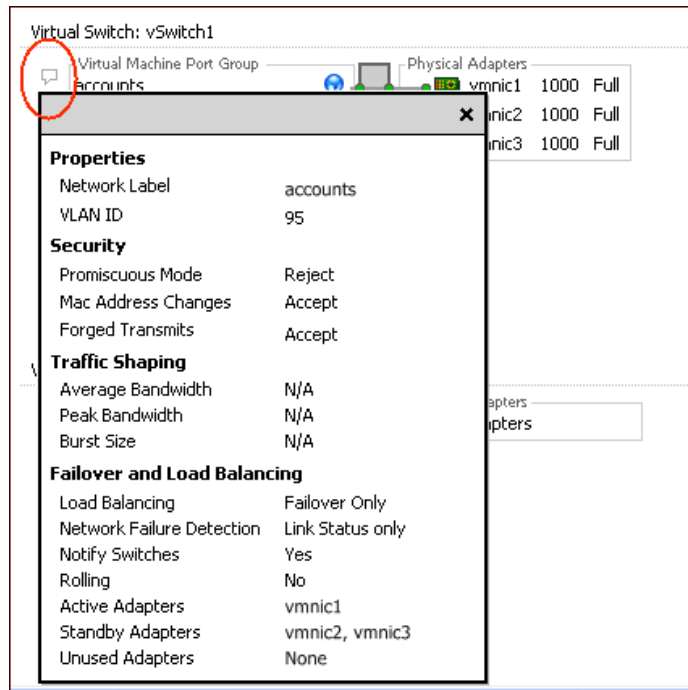 Virtual Switch: vSwitch1
Virtual Machine Port Group
Physical Adapters
accounts
vmnic1 1000 Full
nic2 1000 Full
nic3 1000 Full
Properties
Network Label accounts
VLAN ID 95
Security
Promiscuous Mode Reject
Mac Address Changes Accept
Forged Transmits Accept
Traffic Shaping
Average Bandwidth N/A
Peak Bandwidth N/A
Burst Size N/A
apters
pters
Failover and Load Balancing
Load Balancing Failover Only
Network Failure Detection Link Status only
Notify Switches Yes
Rolling No
Active Adapters vmnic1
Standby Adapters vmnic2, vmnic3
Unused Adapters None